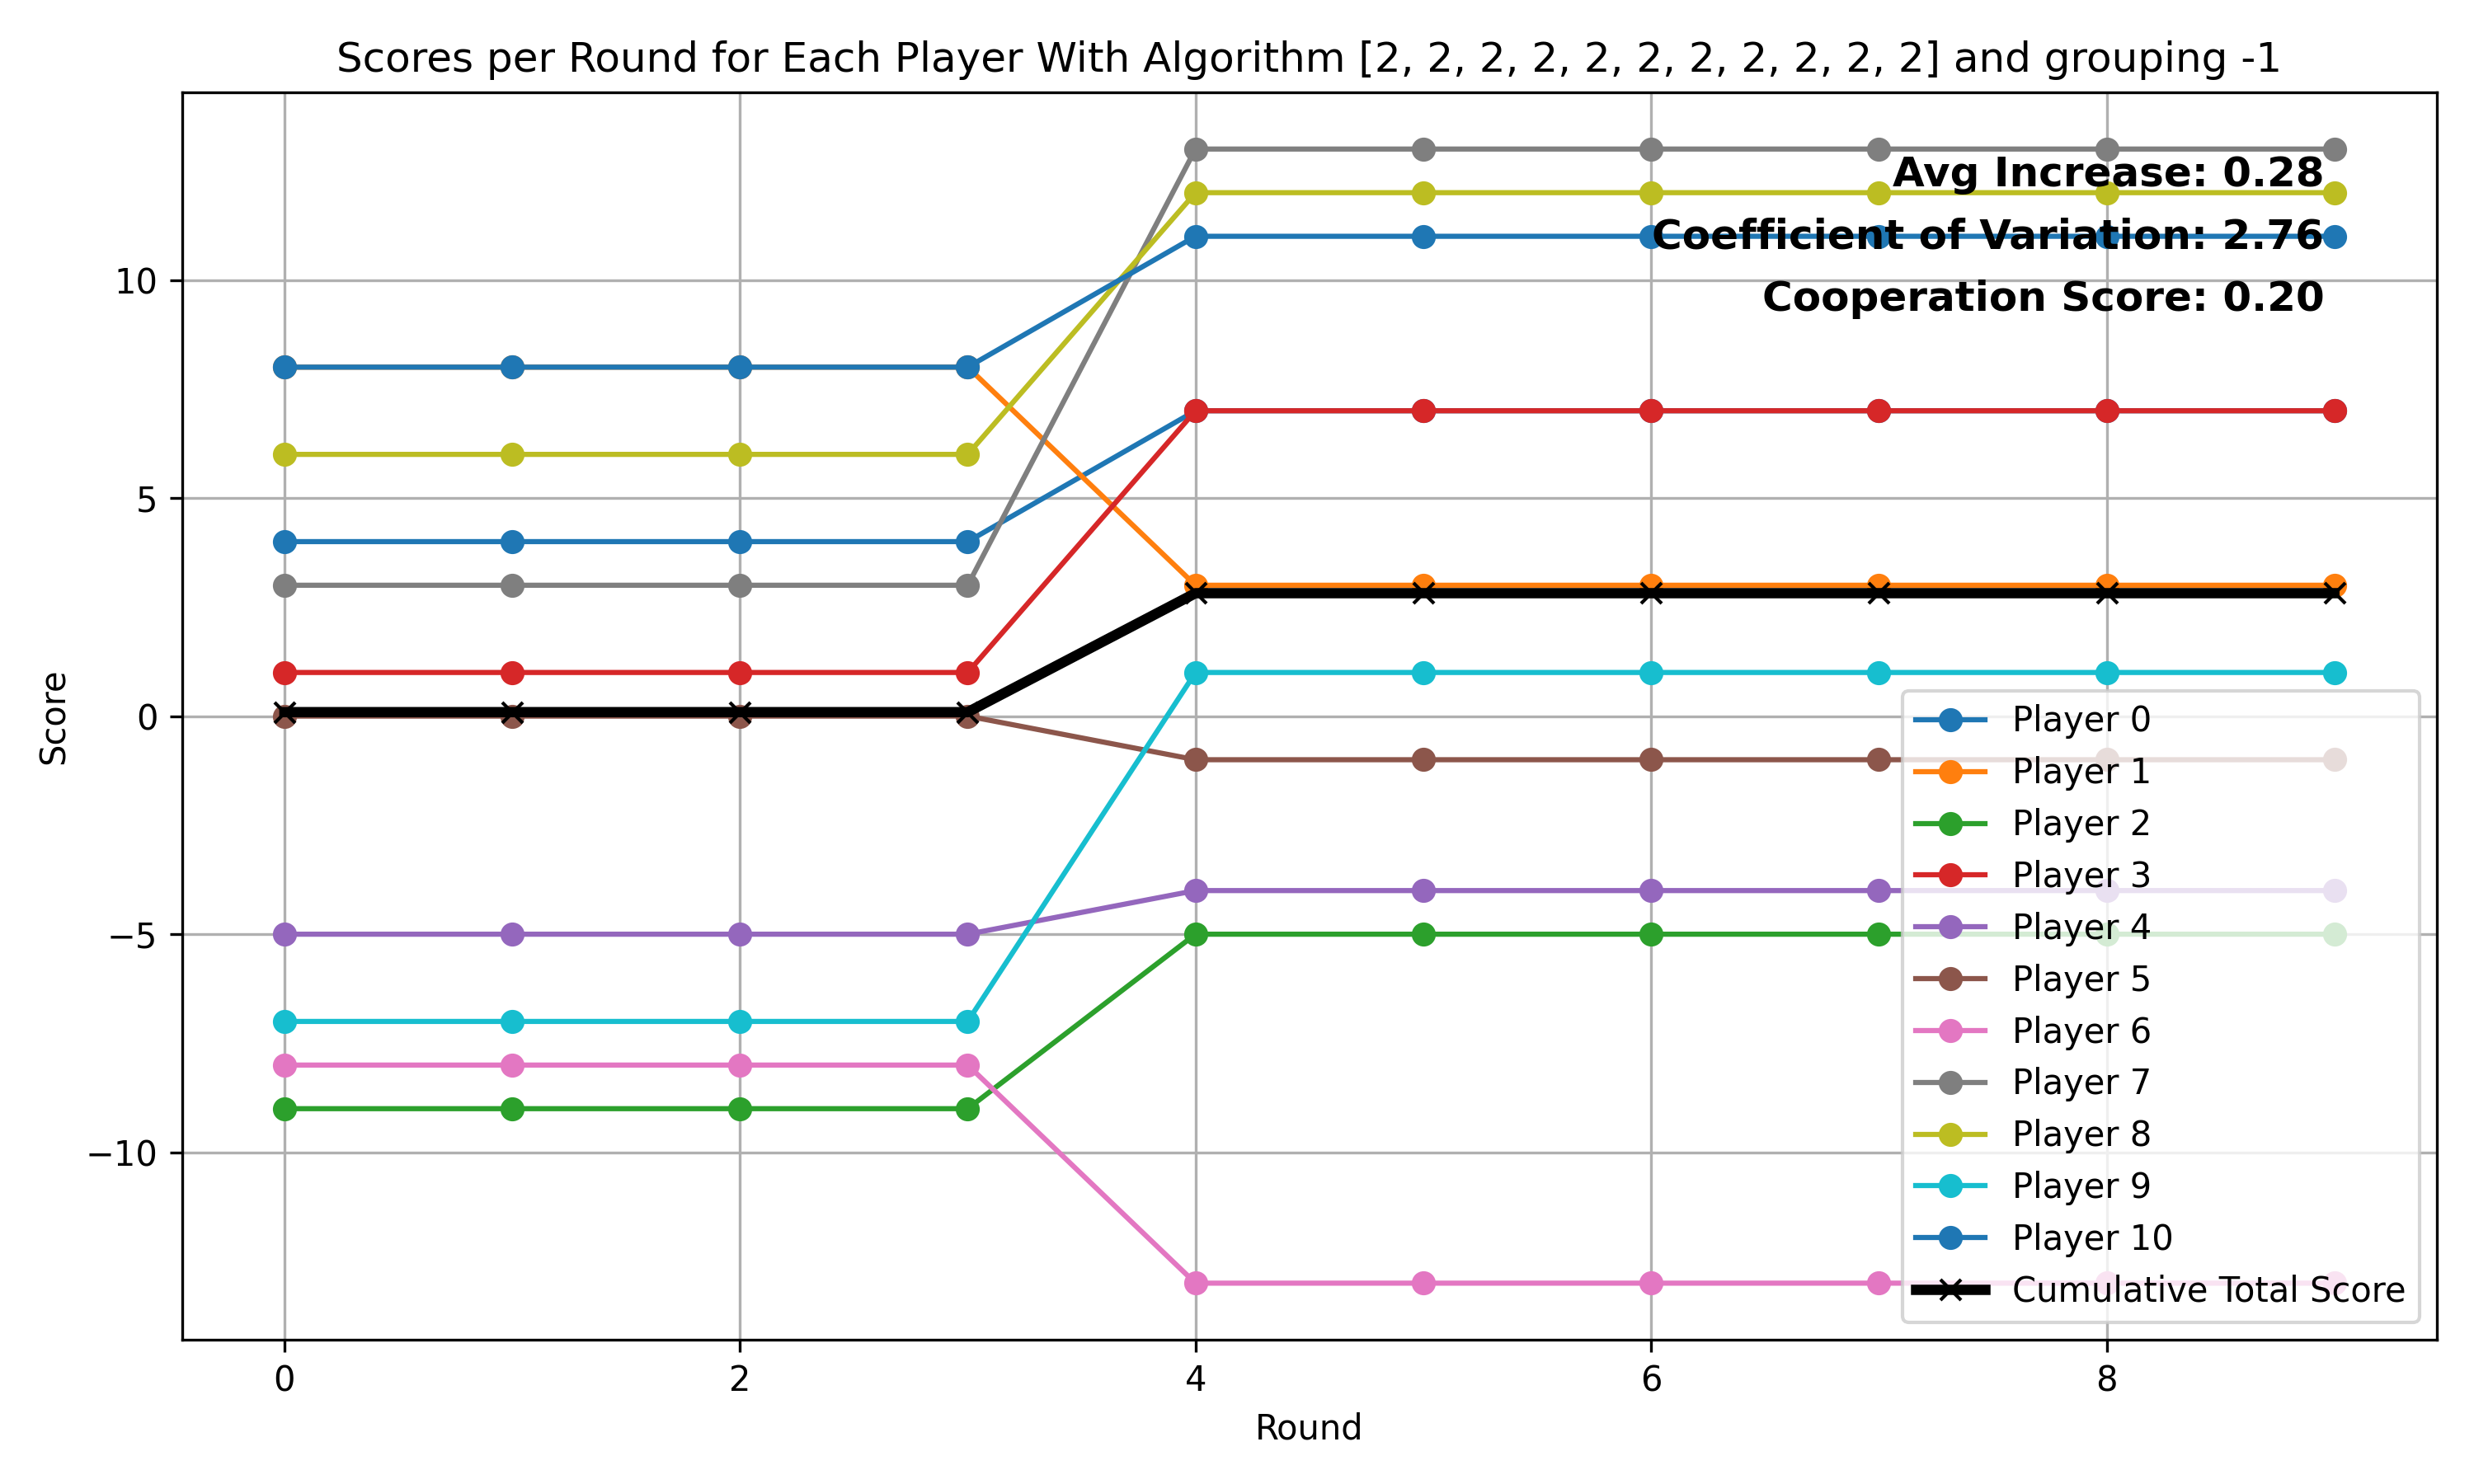 Scores per Round for Each Player With Algorithm [2, 2, 2, 2, 2, 2, 2, 2, 2, 2, 2] and grouping -1
Avg Increase: 0.28
Coefficient of Variation: 2.76
Cooperation Score: 0.20
10
5
0
−5
−10
Score
Player 0
Player 1
Player 2
Player 3
Player 4
Player 5
Player 6
Player 7
Player 8
Player 9
Player 10
Cumulative Total Score
0 2 4 6 8
Round